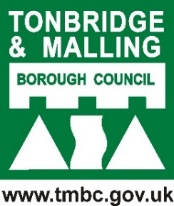 TONBRIDGE
& MALLING
BOROUGH COUNCIL
www.tmbc.gov.uk